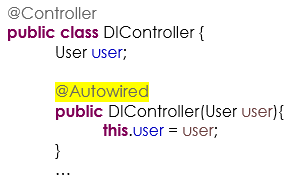 @Controller
public class DIController {
User user;
@Autowired
public DIController(User user){
this.user = user;
}
...